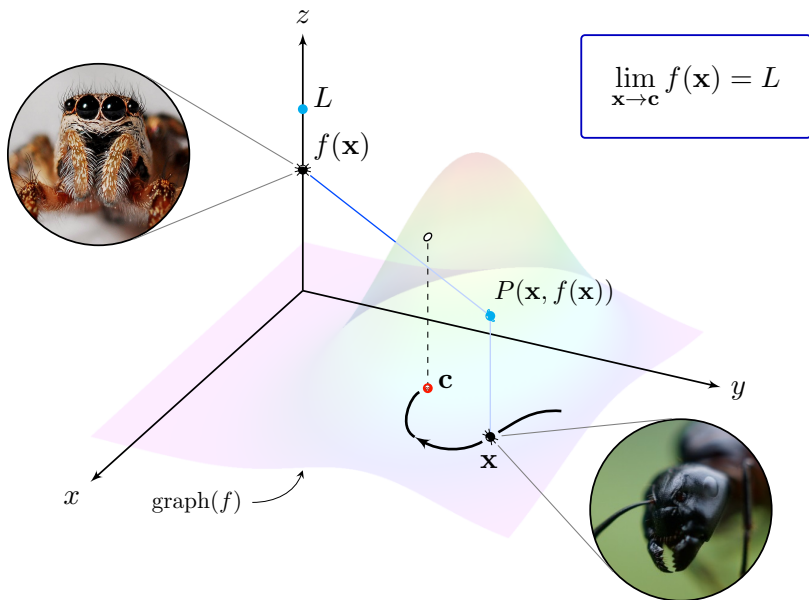 z
lim f(𝐱) = L
𝐱→𝐜
L
f(𝐱)
P(𝐱, f(𝐱))
𝐜
y
𝐱
x
graph(f)